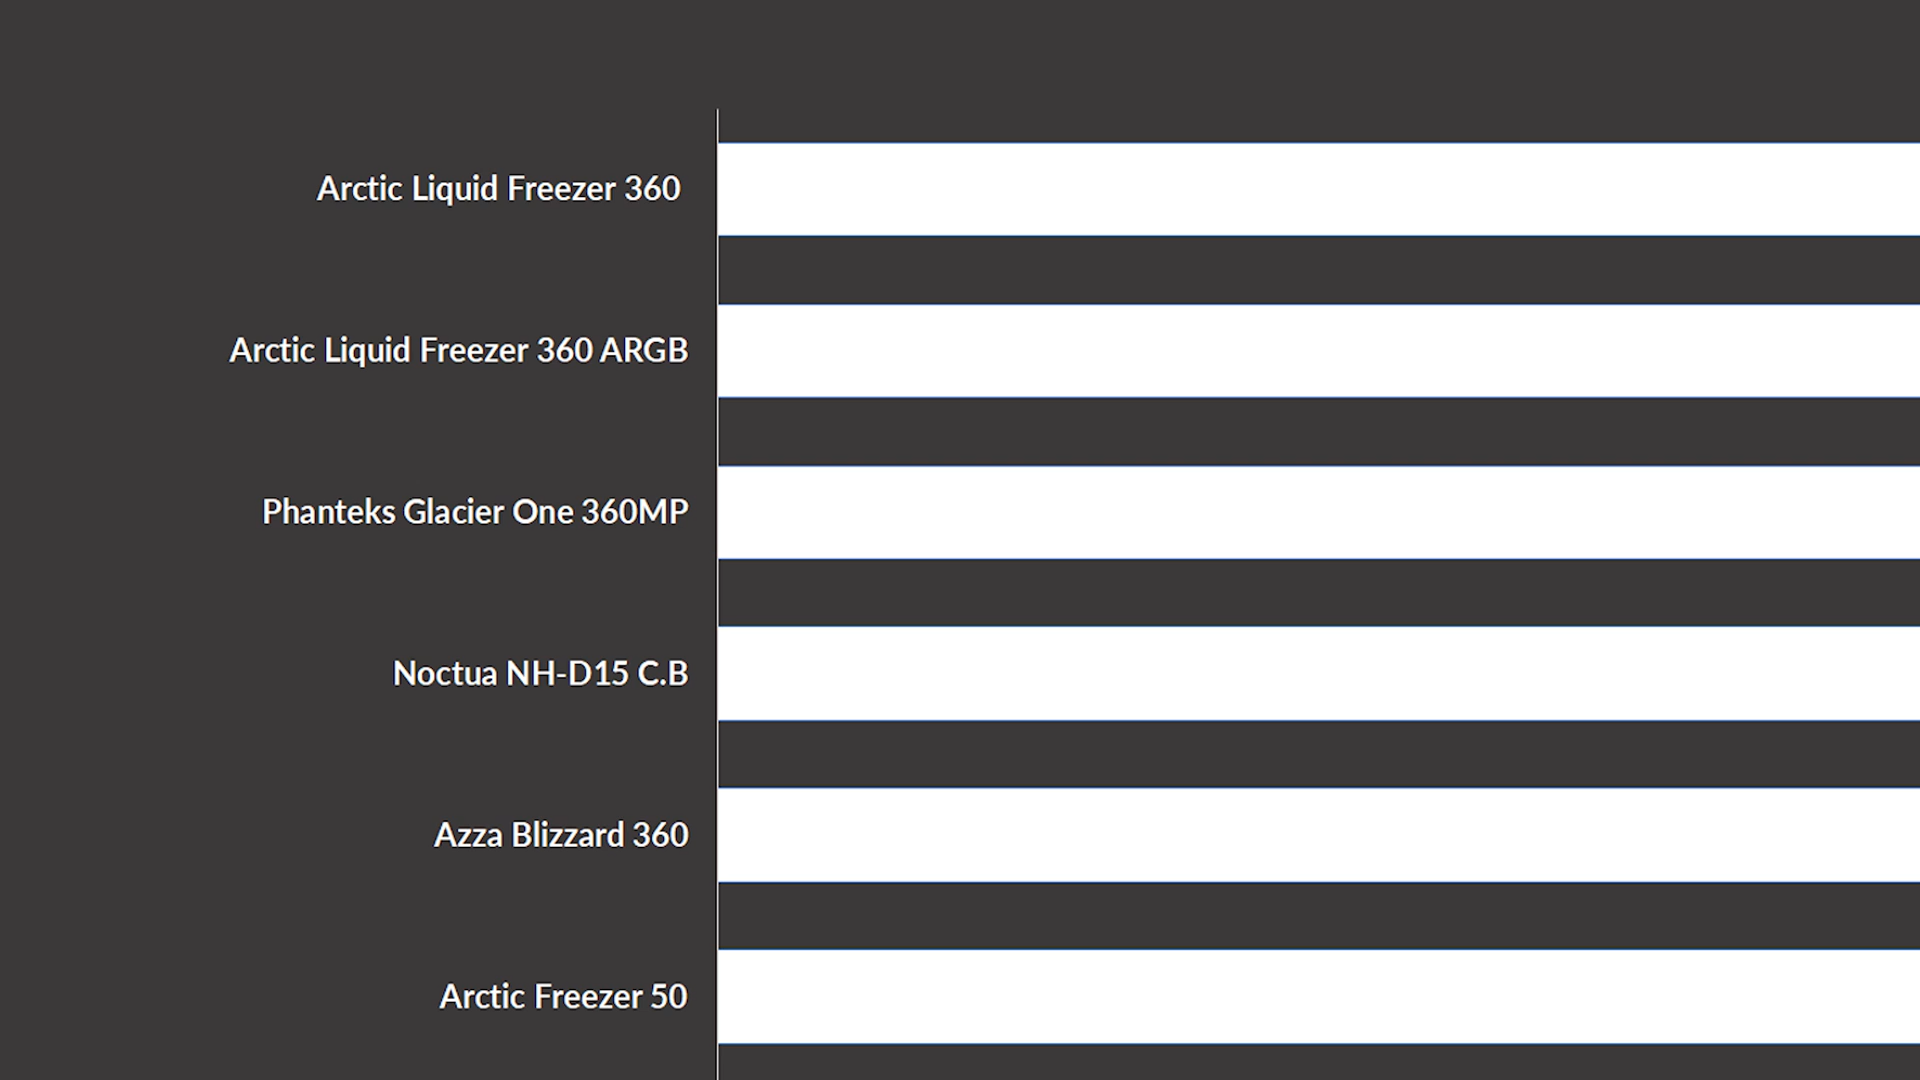 Arctic Liquid Freezer 360
Arctic Liquid Freezer 360 ARGB
Phanteks Glacier One 360MP
Noctua NH-D15 C.B
Azza Blizzard 360
Arctic Freezer 50